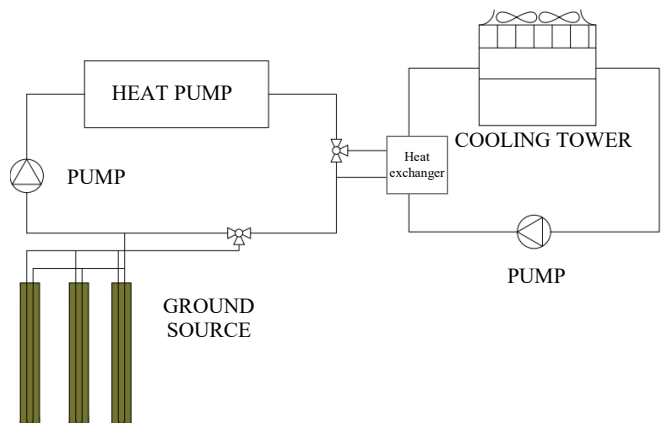 HEAT PUMP
COOLING TOWER
Heat
exchanger
PUMP
PUMP
GROUND
SOURCE